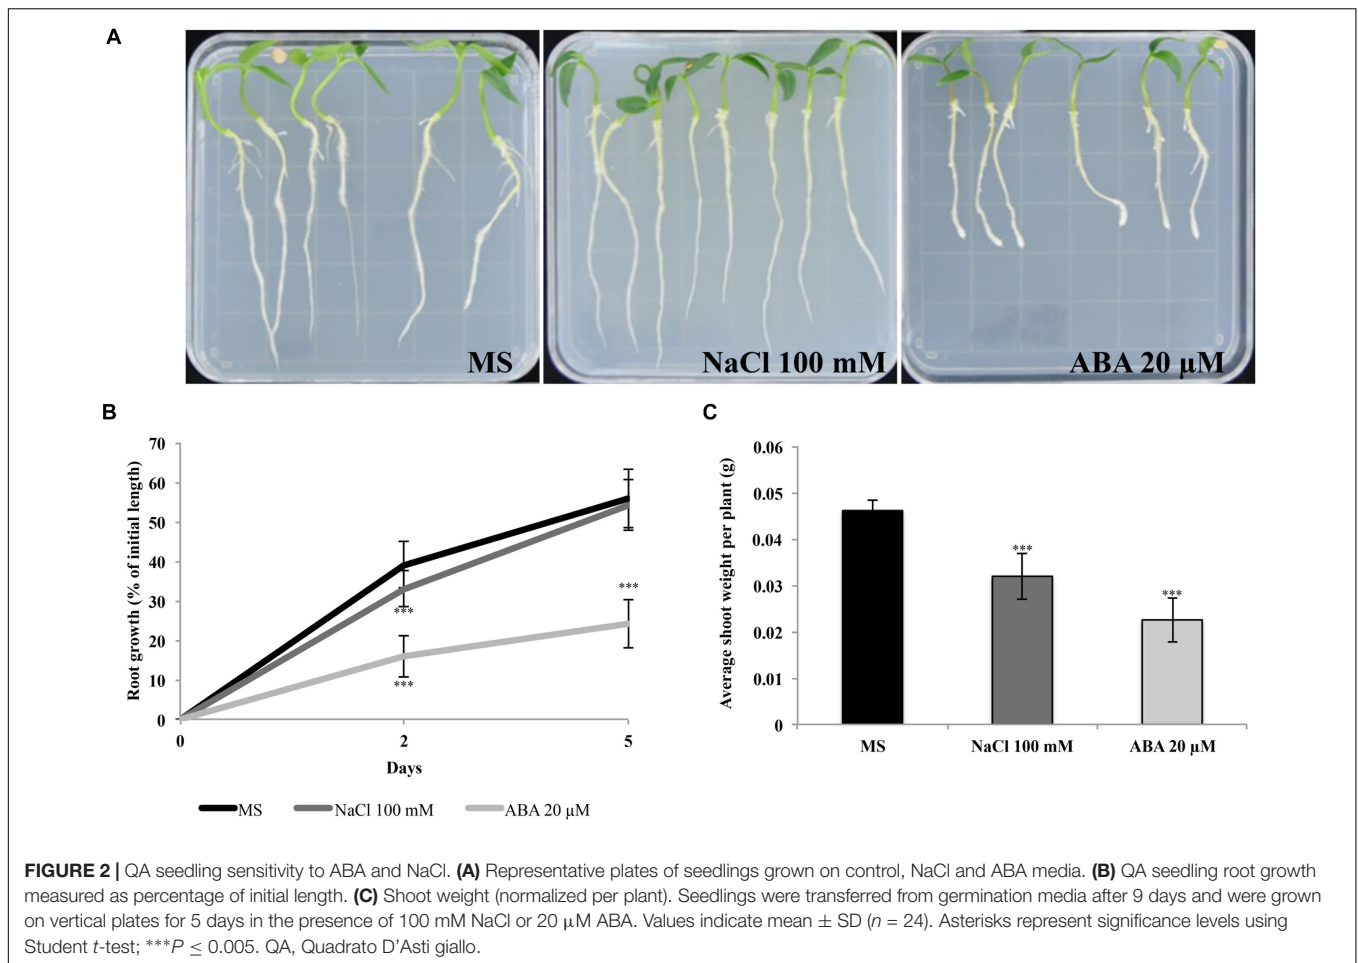 A
MS
NaCl 100 mM
ABA 20 µM
B
Root growth (% of initial length)
70
60
50
40
30
20
10
0
***
***
***
0 2 5
Days
MS NaCl 100 mM ABA 20 µM
C
Average shoot weight per plant (g)
0.06
0.05
0.04
0.03
0.02
0.01
0
***
***
MS NaCl 100 mM ABA 20 µM
FIGURE 2 | QA seedling sensitivity to ABA and NaCl. (A) Representative plates of seedlings grown on control, NaCl and ABA media. (B) QA seedling root growth
measured as percentage of initial length. (C) Shoot weight (normalized per plant). Seedlings were transferred from germination media after 9 days and were grown
on vertical plates for 5 days in the presence of 100 mM NaCl or 20 µM ABA. Values indicate mean ± SD (n = 24). Asterisks represent significance levels using
Student t-test; ***P ≤ 0.005. QA, Quadrato D'Asti giallo.